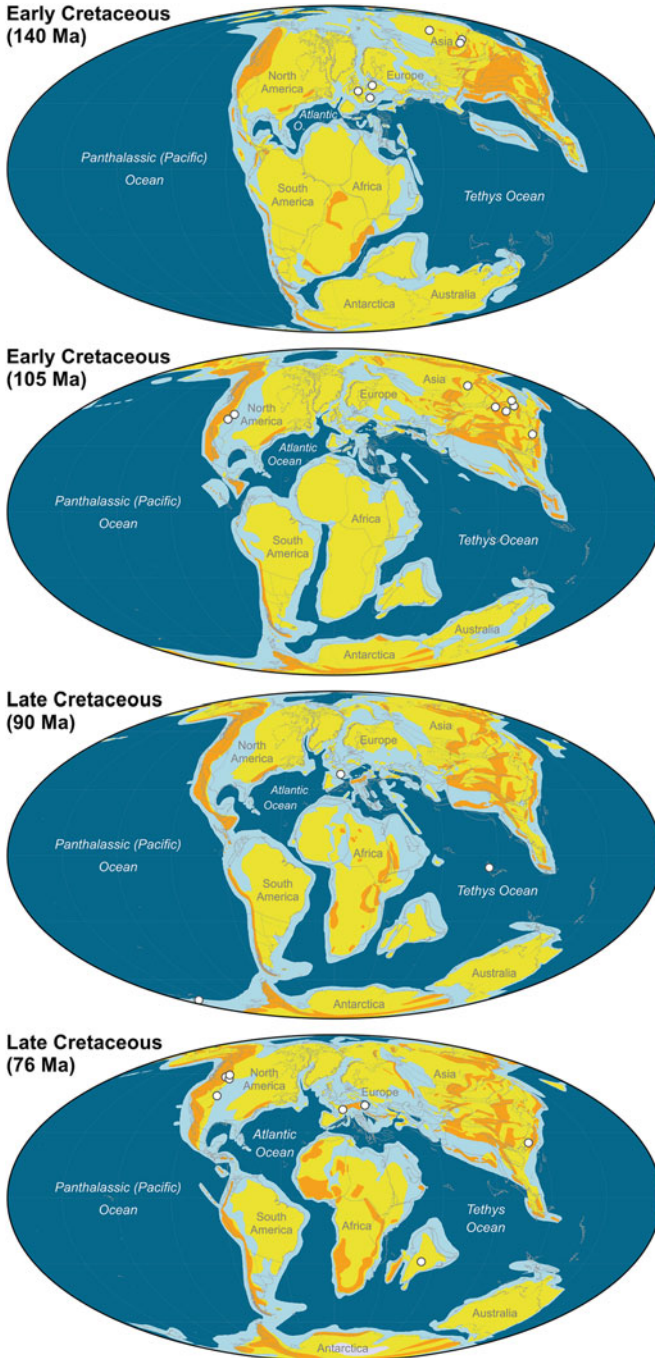 Early Cretaceous
(140 Ma)
Asia
North
America
Europe
Atlantic
O.
Panthalassic (Pacific)
Ocean
South
America
Africa
Tethys Ocean
Antarctica
Australia
Early Cretaceous
(105 Ma)
Asia
Europe
North
America
Atlantic
Ocean
Panthalassic (Pacific)
Ocean
Africa
South
America
Tethys Ocean
Australia
Antarctica
Late Cretaceous
(90 Ma)
Asia
North
America
Europe
Atlantic
Ocean
Panthalassic (Pacific)
Ocean
Africa
South
America
Tethys Ocean
Australia
Antarctica
Late Cretaceous
(76 Ma)
North
America
Asia
Europe
Atlantic
Ocean
Panthalassic (Pacific)
Ocean
South
America
Africa
Tethys
Ocean
Australia
Antarctica